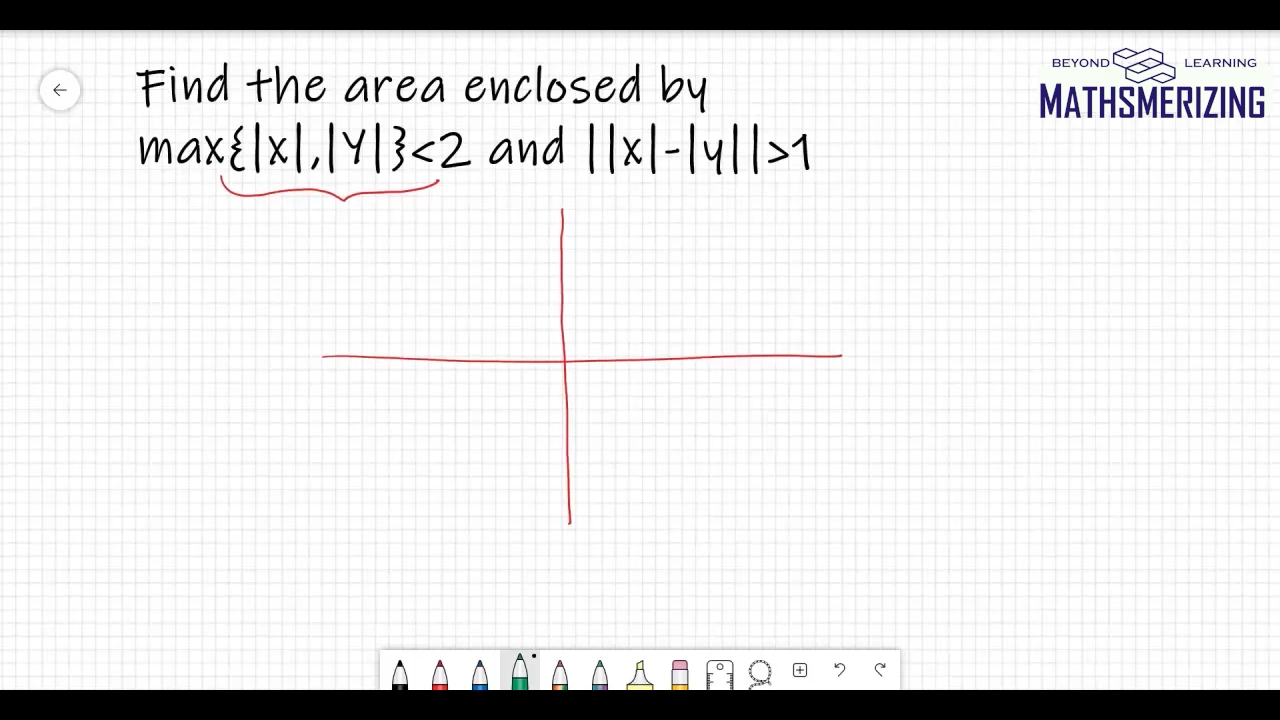 Find the area enclosed by
max{|x|,|Y|}<2 and ||x|-|y||>1
BEYOND LEARNING
MATHSMERIZING